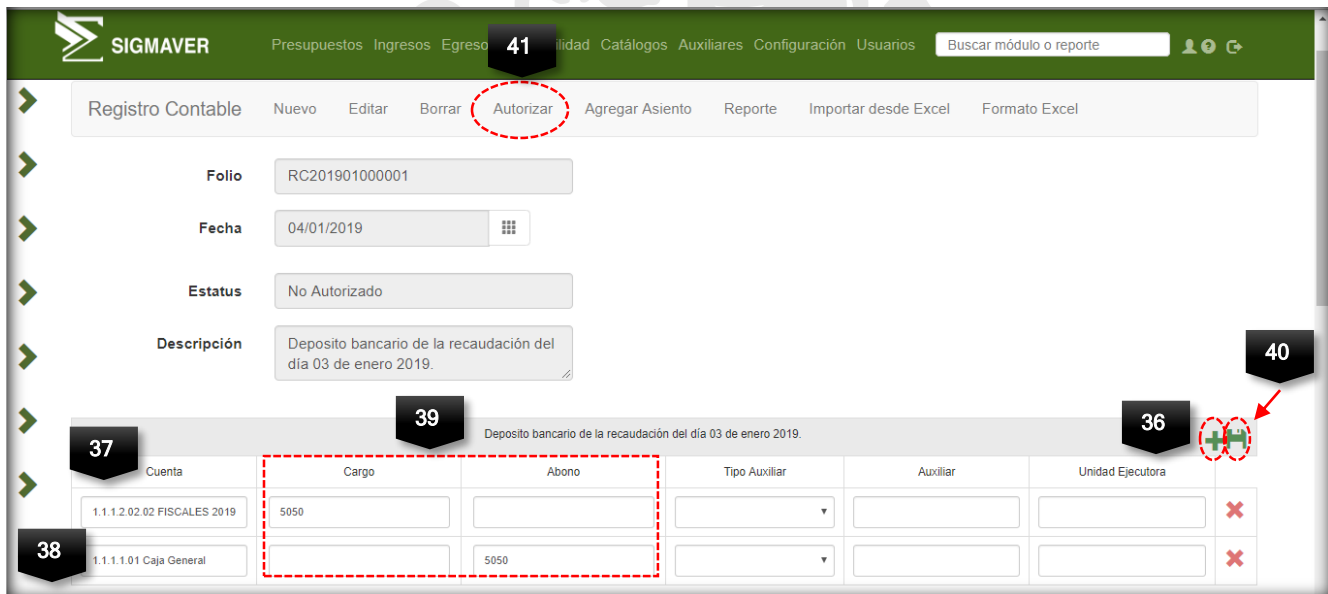 SIGMAVER Presupuestos Ingresos Egreso 41 lidad Catálogos Auxiliares Configuración Usuarios Buscar módulo o reporte
Registro Contable Nuevo Editar Borrar Autorizar Agregar Asiento Reporte Importar desde Excel Formato Excel
Folio RC201901000001
Fecha 04/01/2019
Estatus No Autorizado
Descripción Deposito bancario de la recaudación del
día 03 de enero 2019.
40
39
36
37
Deposito bancario de la recaudación del día 03 de enero 2019.
Cuenta Cargo Abono Tipo Auxiliar Auxiliar Unidad Ejecutora
1.1.1.2.02.02 FISCALES 2019 5050
38
1.1.1.1.01 Caja General 5050